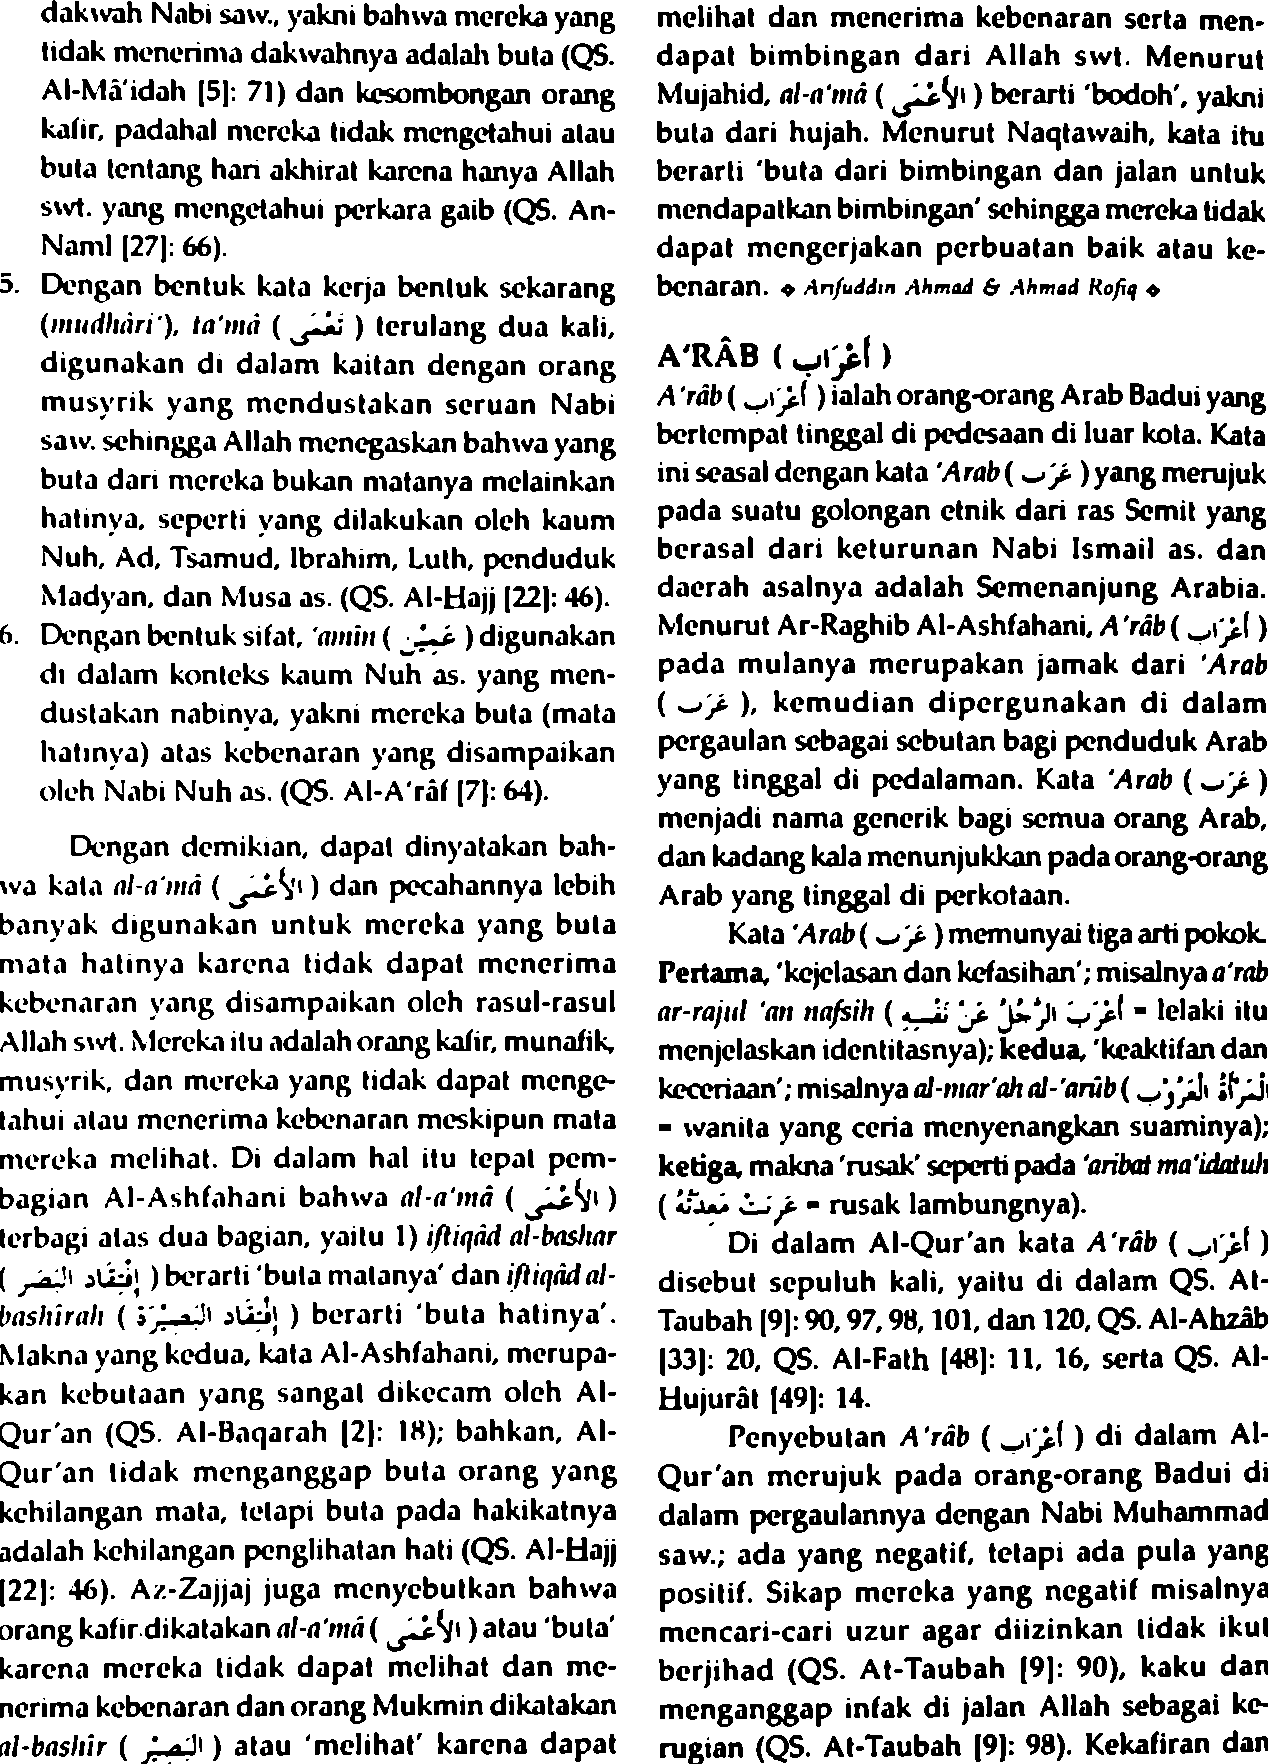 dakwah Nabi saw., yakni bahwa mereka yang
tidak menerima dakwahnya adalah buta (QS.
Al-Mâ'idah [5]: 71) dan kesombongan orang
kafir, padahal mereka tidak mengetahui atau
buta tentang hari akhirat karena hanya Allah
swt. yang mengetahui perkara gaib (QS. An-
Naml [27]: 66).
5. Dengan bentuk kata kerja bentuk sekarang
(mudhâri'), ta'mâ ( تَعْمَى ) terulang dua kali,
digunakan di dalam kaitan dengan orang
musyrik yang mendustakan seruan Nabi
saw. sehingga Allah menegaskan bahwa yang
buta dari mereka bukan matanya melainkan
hatinya, seperti yang dilakukan oleh kaum
Nuh, Ad, Tsamud, Ibrahim, Luth, penduduk
Madyan, dan Musa as. (QS. Al-Hajj [22]: 46).
6. Dengan bentuk sifat, 'amîn ( عَمِيْنَ ) digunakan
di dalam konteks kaum Nuh as. yang men-
dustakan nabinya, yakni mereka buta (mata
hatinya) atas kebenaran yang disampaikan
oleh Nabi Nuh as. (QS. Al-A'râf [7]: 64).
Dengan demikian, dapat dinyatakan bah-
wa kata al-a'mâ ( الأَعْمَى ) dan pecahannya lebih
banyak digunakan untuk mereka yang buta
mata hatinya karena tidak dapat menerima
kebenaran yang disampaikan oleh rasul-rasul
Allah swt. Mereka itu adalah orang kafir, munafik,
musyrik, dan mereka yang tidak dapat menge-
tahui atau menerima kebenaran meskipun mata
mereka melihat. Di dalam hal itu tepat pem-
bagian Al-Ashfahani bahwa al-a'mâ ( الأَعْمَى )
terbagi atas dua bagian, yaitu 1) iftiqâd al-bashar
( إِفْتِقَاد الْبَصَر ) berarti 'buta matanya' dan iftiqâd al-
bashîrah ( إِفْتِقَاد الْبَصِيْرَة ) berarti 'buta hatinya'.
Makna yang kedua, kata Al-Ashfahani, merupa-
kan kebutaan yang sangat dikecam oleh Al-
Qur'an (QS. Al-Baqarah [2]: 18); bahkan, Al-
Qur'an tidak menganggap buta orang yang
kehilangan mata, tetapi buta pada hakikatnya
adalah kehilangan penglihatan hati (QS. Al-Hajj
[22]: 46). Az-Zajjaj juga menyebutkan bahwa
orang kafir dikatakan al-a'mâ ( الأَعْمَى ) atau 'buta'
karena mereka tidak dapat melihat dan me-
nerima kebenaran dan orang Mukmin dikatakan
al-bashîr ( الْبَصِيْرُ ) atau 'melihat' karena dapat
melihat dan menerima kebenaran serta men-
dapat bimbingan dari Allah swt. Menurut
Mujahid, al-a'mâ ( الأَعْمَى ) berarti 'bodoh', yakni
buta dari hujah. Menurut Naqtawaih, kata itu
berarti 'buta dari bimbingan dan jalan untuk
mendapatkan bimbingan' sehingga mereka tidak
dapat mengerjakan perbuatan baik atau ke-
benaran. ◆ Arifuddin Ahmad & Ahmad Rofiq ◆
A'RÂB ( أَعْرَاب )
A'râb ( أَعْرَاب ) ialah orang-orang Arab Badui yang
bertempat tinggal di pedesaan di luar kota. Kata
ini seasal dengan kata 'Arab ( عَرَب ) yang merujuk
pada suatu golongan etnik dari ras Semit yang
berasal dari keturunan Nabi Ismail as. dan
daerah asalnya adalah Semenanjung Arabia.
Menurut Ar-Raghib Al-Ashfahani, A'râb ( أَعْرَاب )
pada mulanya merupakan jamak dari 'Arab
( عَرَب ), kemudian dipergunakan di dalam
pergaulan sebagai sebutan bagi penduduk Arab
yang tinggal di pedalaman. Kata 'Arab ( عَرَب )
menjadi nama generik bagi semua orang Arab,
dan kadang kala menunjukkan pada orang-orang
Arab yang tinggal di perkotaan.
Kata 'Arab ( عَرَب ) memunyai tiga arti pokok.
Pertama, 'kejelasan dan kefasihan'; misalnya a'rab
ar-rajul 'an nafsih ( أَعْرَبَ الرَّجُلُ عَنْ نَفْسِهِ = lelaki itu
menjelaskan identitasnya); kedua, 'keaktifan dan
keceriaan'; misalnya al-mar'ah al-'arûb ( الْمَرْأَةُ الْعَرُوْب
= wanita yang ceria menyenangkan suaminya);
ketiga, makna 'rusak' seperti pada 'aribat ma'idatuh
( عَرِبَتْ مَعِدَتُهُ = rusak lambungnya).
Di dalam Al-Qur'an kata A'râb ( أَعْرَاب )
disebut sepuluh kali, yaitu di dalam QS. At-
Taubah [9]: 90, 97, 98, 101, dan 120, QS. Al-Ahzâb
[33]: 20, QS. Al-Fath [48]: 11, 16, serta QS. Al-
Hujurât [49]: 14.
Penyebutan A'râb ( أَعْرَاب ) di dalam Al-
Qur'an merujuk pada orang-orang Badui di
dalam pergaulannya dengan Nabi Muhammad
saw.; ada yang negatif, tetapi ada pula yang
positif. Sikap mereka yang negatif misalnya
mencari-cari uzur agar diizinkan tidak ikut
berjihad (QS. At-Taubah [9]: 90), kaku dan
menganggap infak di jalan Allah sebagai ke-
rugian (QS. At-Taubah [9]: 98). Kekafiran dan